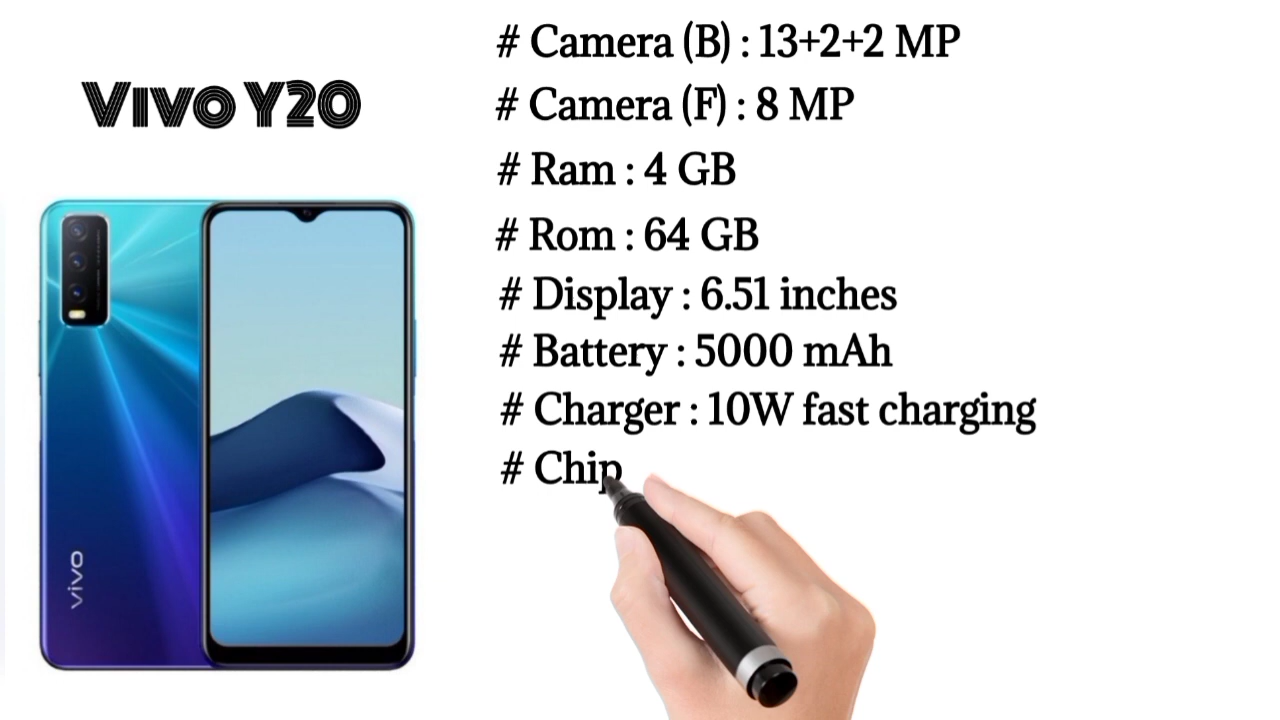 Vivo Y20
# Camera (B) : 13+2+2 MP
# Camera (F) : 8 MP
# Ram : 4 GB
# Rom : 64 GB
# Display : 6.51 inches
# Battery : 5000 mAh
# Charger : 10W fast charging
# Chip
vivo